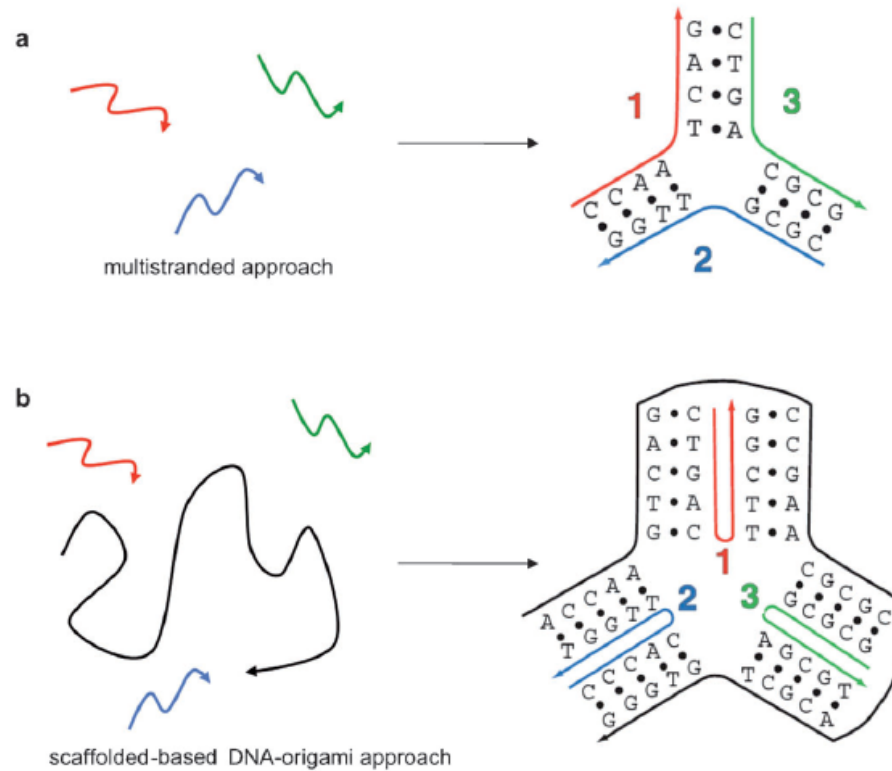 a
multistranded approach
1
3
2
G • C
A • T
C • G
T • A
C C A A
• • • •
G G T T
C G C G
• • • •
G C G C
b
scaffolded-based DNA-origami approach
G • C G • C
A • T G • C
C • G C • G
T • A T • A
G • C T • A
1
2
3
A C C A A
• • • • •
T G G T T
C C C A C
• • • • •
G G G T G
C G C G C
• • • • •
G C G C G
A G C G T
• • • • •
T C G C A